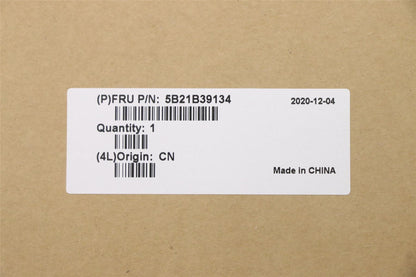 (P)FRU P/N: 5B21B39134
2020-12-04
Quantity: 1
(4L)Origin: CN
Made in CHINA